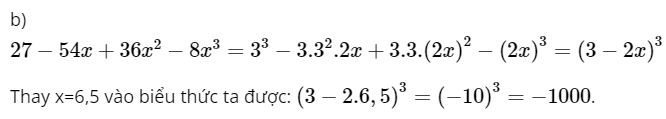 b)
27 − 54x + 36x² − 8x³ = 3³ − 3.3².2x + 3.3.(2x)² − (2x)³ = (3 − 2x)³
Thay x=6,5 vào biểu thức ta được: (3 − 2.6,5)³ = (−10)³ = −1000.